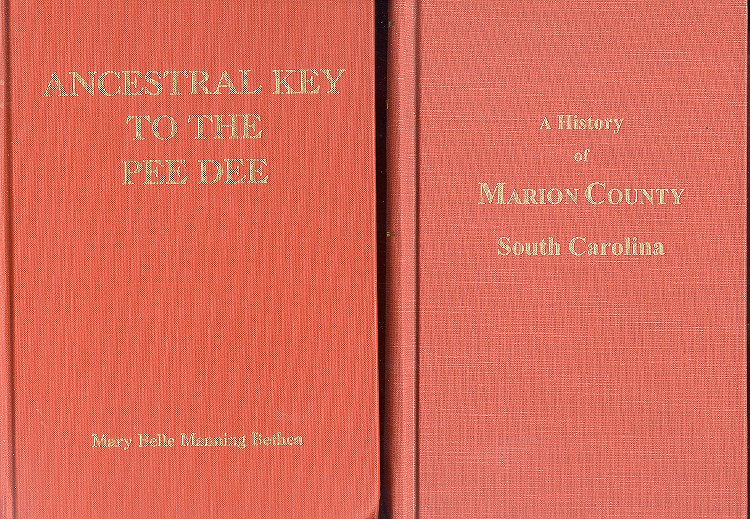 ANCESTRAL KEY
TO THE
PEE DEE
Mary Belle Manning Bethea
A History
of
MARION COUNTY
South Carolina